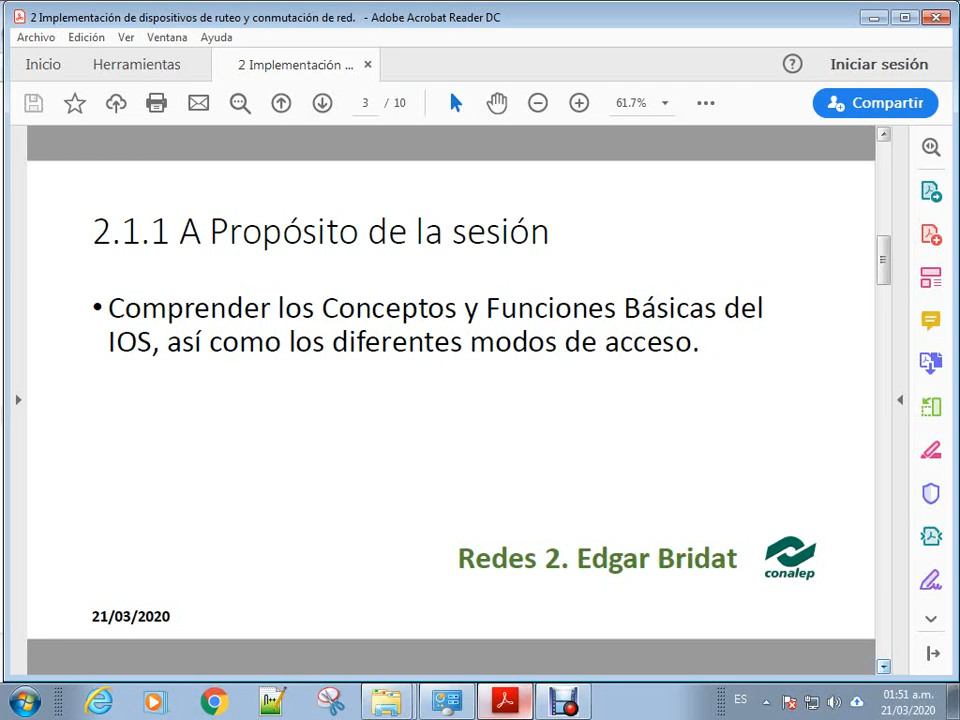 2 Implementación de dispositivos de ruteo y conmutación de red. - Adobe Acrobat Reader DC
Archivo Edición Ver Ventana Ayuda
Inicio Herramientas 2 Implementación ... × Iniciar sesión
3 / 10 61.7% Compartir
2.1.1 A Propósito de la sesión
• Comprender los Conceptos y Funciones Básicas del
IOS, así como los diferentes modos de acceso.
Redes 2. Edgar Bridat
conalep
21/03/2020
ES 01:51 a.m.
21/03/2020